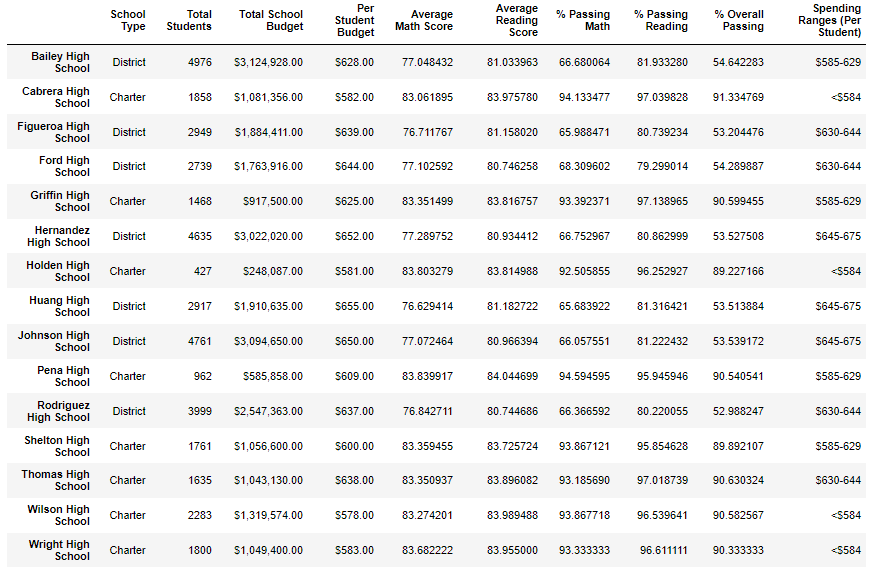 School Type Total Students Total School Budget Per Student Budget Average Math Score Average Reading Score % Passing Math % Passing Reading % Overall Passing Spending Ranges (Per Student)
Bailey High School District 4976 $3,124,928.00 $628.00 77.048432 81.033963 66.680064 81.933280 54.642283 $585-629
Cabrera High School Charter 1858 $1,081,356.00 $582.00 83.061895 83.975780 94.133477 97.039828 91.334769 <$584
Figueroa High School District 2949 $1,884,411.00 $639.00 76.711767 81.158020 65.988471 80.739234 53.204476 $630-644
Ford High School District 2739 $1,763,916.00 $644.00 77.102592 80.746258 68.309602 79.299014 54.289887 $630-644
Griffin High School Charter 1468 $917,500.00 $625.00 83.351499 83.816757 93.392371 97.138965 90.599455 $585-629
Hernandez High School District 4635 $3,022,020.00 $652.00 77.289752 80.934412 66.752967 80.862999 53.527508 $645-675
Holden High School Charter 427 $248,087.00 $581.00 83.803279 83.814988 92.505855 96.252927 89.227166 <$584
Huang High School District 2917 $1,910,635.00 $655.00 76.629414 81.182722 65.683922 81.316421 53.513884 $645-675
Johnson High School District 4761 $3,094,650.00 $650.00 77.072464 80.966394 66.057551 81.222432 53.539172 $645-675
Pena High School Charter 962 $585,858.00 $609.00 83.839917 84.044699 94.594595 95.945946 90.540541 $585-629
Rodriguez High School District 3999 $2,547,363.00 $637.00 76.842711 80.744686 66.366592 80.220055 52.988247 $630-644
Shelton High School Charter 1761 $1,056,600.00 $600.00 83.359455 83.725724 93.867121 95.854628 89.892107 $585-629
Thomas High School Charter 1635 $1,043,130.00 $638.00 83.350937 83.896082 93.185690 97.018739 90.630324 $630-644
Wilson High School Charter 2283 $1,319,574.00 $578.00 83.274201 83.989488 93.867718 96.539641 90.582567 <$584
Wright High School Charter 1800 $1,049,400.00 $583.00 83.682222 83.955000 93.333333 96.611111 90.333333 <$584